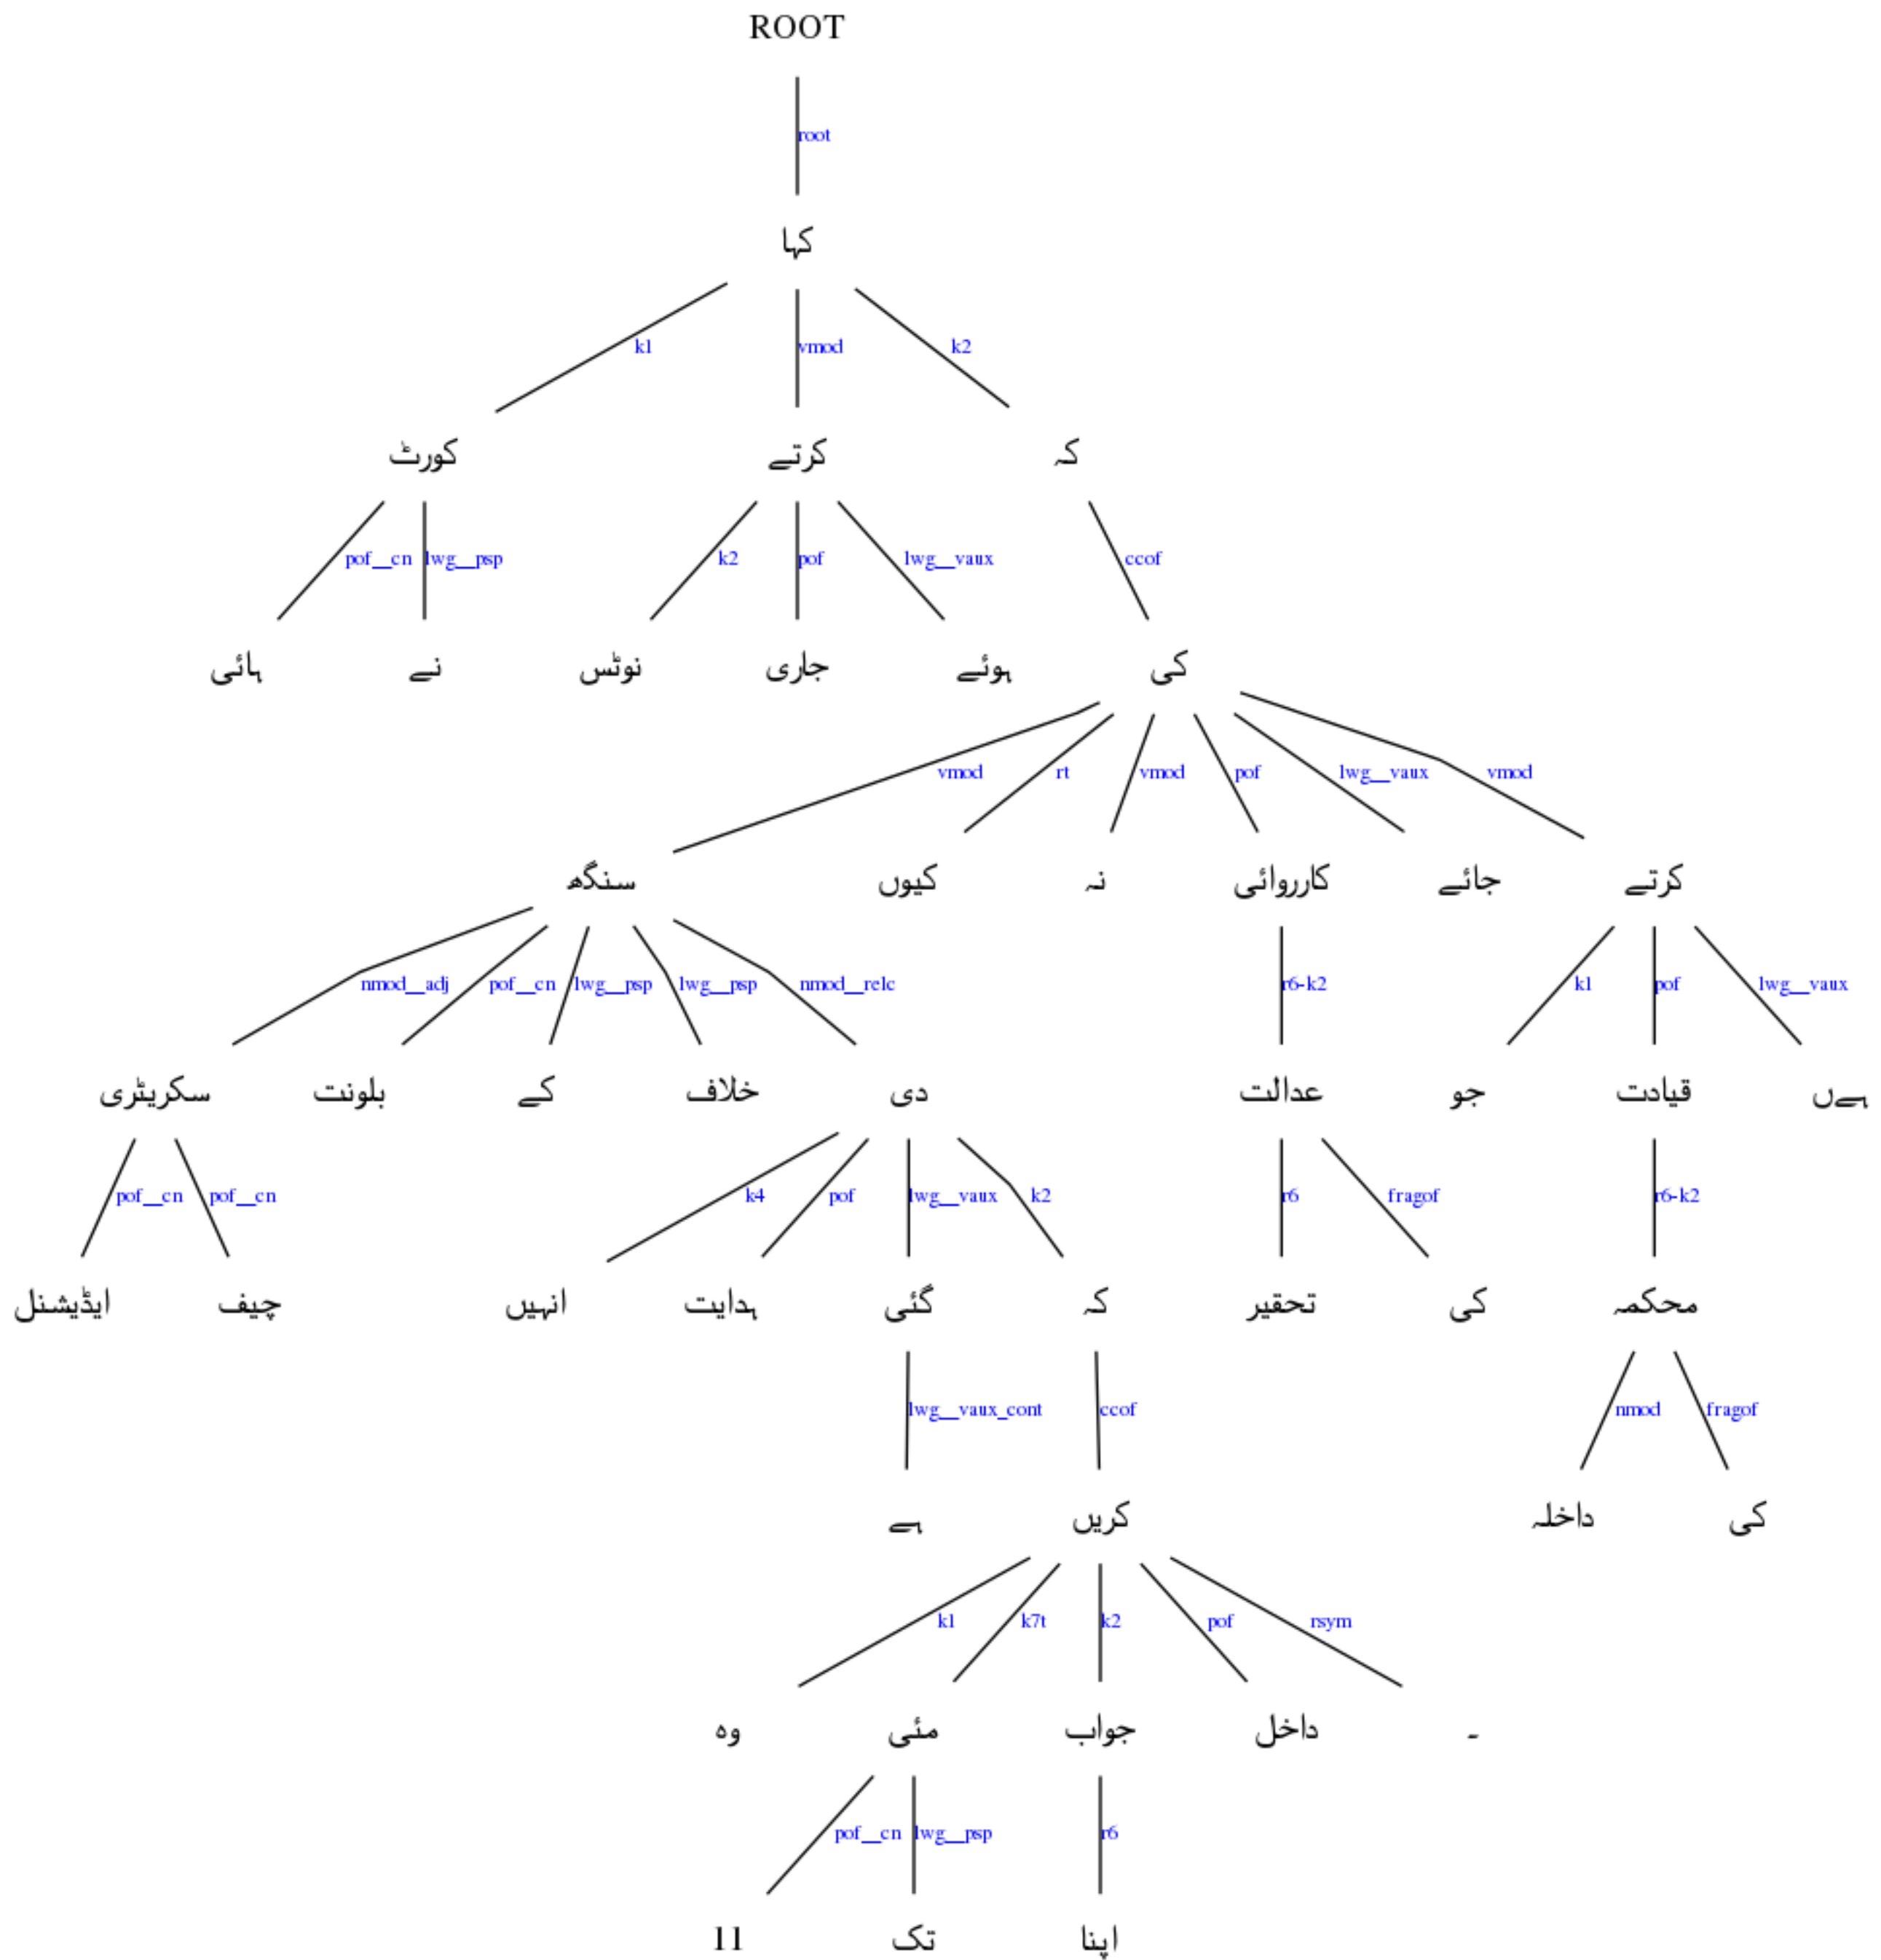 ROOT
root
کہا
k1 vmod k2
کورٹ کرتے کہ
pof__cn lwg__psp k2 pof lwg__vaux ccof
ہائی نے نوٹس جاری ہوئے کی
vmod rt vmod pof lwg__vaux vmod
سنگھ کیوں نہ کارروائی جائے کرتے
nmod__adj pof__cn lwg__psp lwg__psp nmod__relc r6-k2 k1 pof lwg__vaux
سکریٹری بلونت کے خلاف دی عدالت جو قیادت ہےں
pof__cn pof__cn k4 pof lwg__vaux k2 r6 fragof r6-k2
ایڈیشنل چیف انہیں ہدایت گئی کہ تحقیر کی محکمہ
lwg__vaux_cont ccof nmod fragof
ہے کریں داخلہ کی
k1 k7t k2 pof rsym
وہ مئی جواب داخل ۔
pof__cn lwg__psp r6
11 تک اپنا